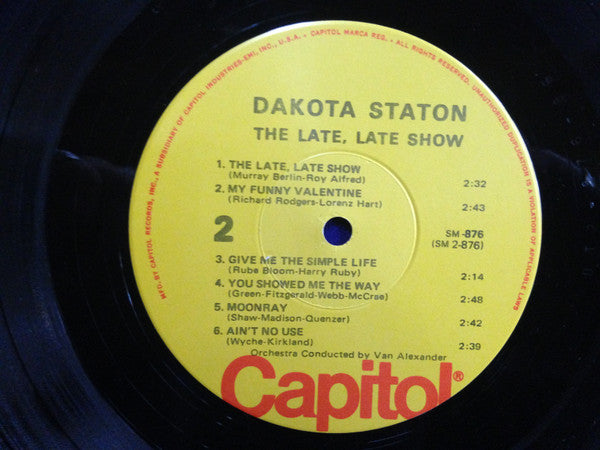 MFD. BY CAPITOL RECORDS, INC., A SUBSIDIARY OF CAPITOL INDUSTRIES-EMI, INC., U.S.A. • CAPITOL MARCA REG. • ALL RIGHTS RESERVED. UNAUTHORIZED DUPLICATION IS A VIOLATION OF APPLICABLE LAWS
DAKOTA STATON
THE LATE, LATE SHOW
1. THE LATE, LATE SHOW
(Murray Berlin-Roy Alfred) 2:32
2. MY FUNNY VALENTINE
(Richard Rodgers-Lorenz Hart) 2:43
2
SM-876
(SM 2-876)
3. GIVE ME THE SIMPLE LIFE
(Rube Bloom-Harry Ruby) 2:14
4. YOU SHOWED ME THE WAY
(Green-Fitzgerald-Webb-McCrae) 2:48
5. MOONRAY
(Shaw-Madison-Quenzer) 2:42
6. AIN'T NO USE
(Wyche-Kirkland) 2:39
Orchestra Conducted by Van Alexander
Capitol®